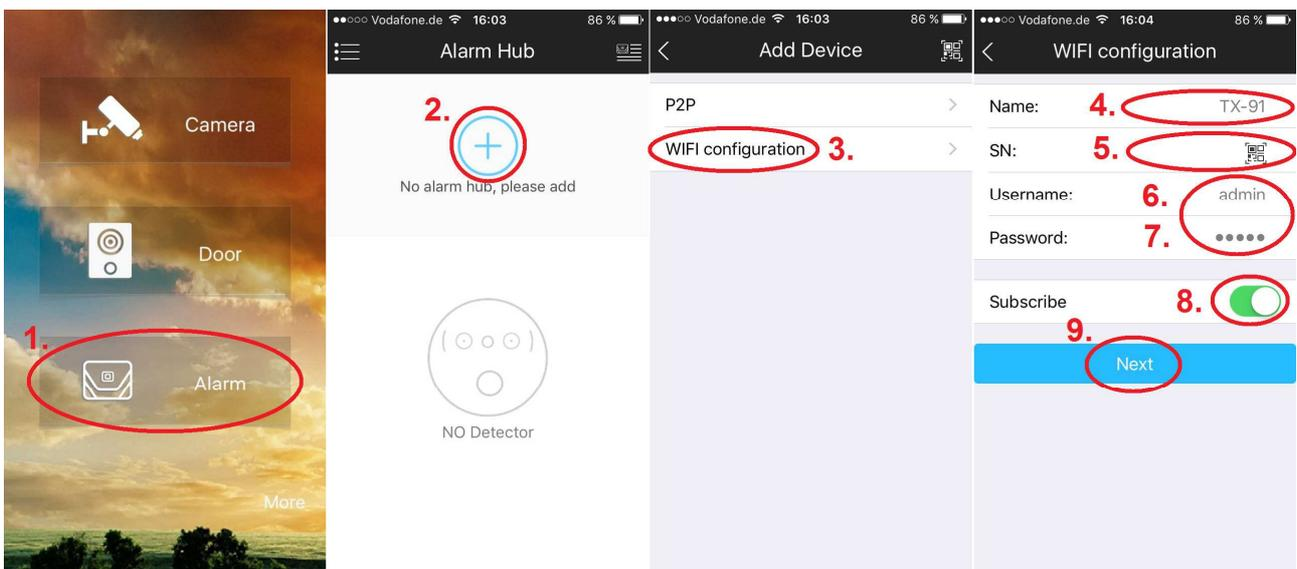 Camera
Door
1.
Alarm
More
●●○○○ Vodafone.de 16:03 86 %
Alarm Hub
2.
No alarm hub, please add
NO Detector
●●●○○ Vodafone.de 16:03 86 %
Add Device
P2P
WIFI configuration 3.
●●●○○ Vodafone.de 16:04 86 %
WIFI configuration
Name: 4. TX-91
SN: 5.
Username: 6. admin
Password: 7. ●●●●●
Subscribe 8.
9.
Next